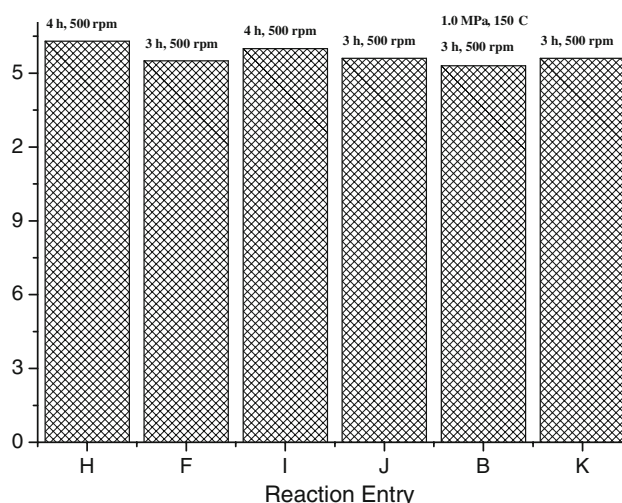 1.0 MPa, 150 C
4 h, 500 rpm
3 h, 500 rpm
4 h, 500 rpm
3 h, 500 rpm
3 h, 500 rpm
3 h, 500 rpm
5
2
9
6
3
0
H F I J B K
Reaction Entry